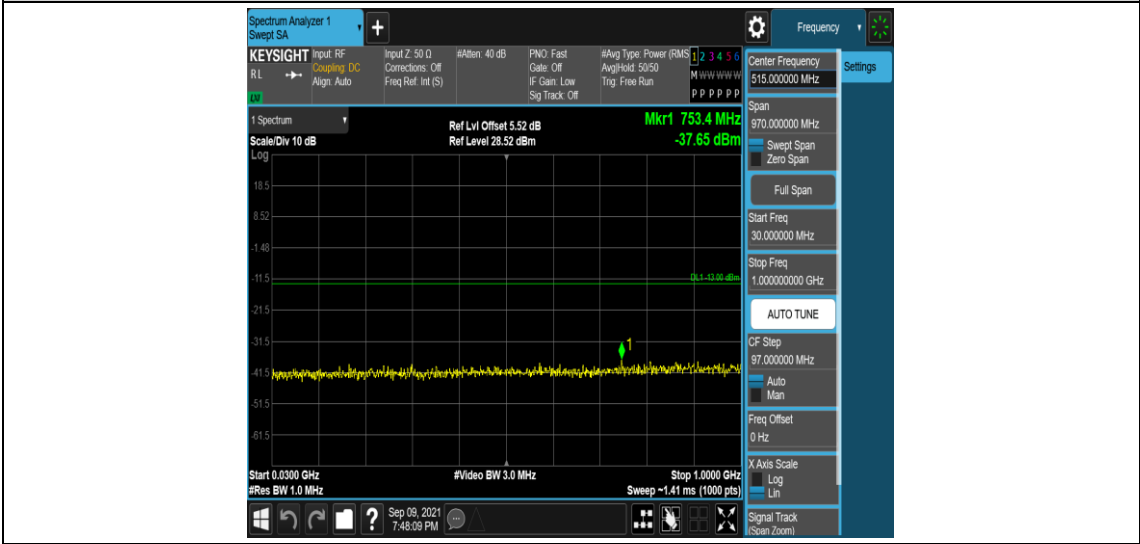 Spectrum Analyzer 1
Swept SA
+
Frequency
KEYSIGHT
R L
Input: RF
Coupling: DC
Align: Auto
Input Z: 50 Ω
Corrections: Off
Freq Ref: Int (S)
#Atten: 40 dB
PNO: Fast
Gate: Off
IF Gain: Low
Sig Track: Off
#Avg Type: Power (RMS
Avg|Hold: 50/50
Trig: Free Run
1 2 3 4 5 6
M W W W W W
P P P P P P
1 Spectrum
Scale/Div 10 dB
Log
Ref Lvl Offset 5.52 dB
Ref Level 28.52 dBm
Mkr1 753.4 MHz
-37.65 dBm
18.5
8.52
-1.48
-11.5
DL1 -13.00 dBm
-21.5
-31.5
1
-41.5
-51.5
-61.5
Start 0.0300 GHz
#Res BW 1.0 MHz
#Video BW 3.0 MHz
Stop 1.0000 GHz
Sweep ~1.41 ms (1000 pts)
?
Sep 09, 2021
7:48:09 PM
Center Frequency
515.000000 MHz
Settings
Span
970.000000 MHz
Swept Span
Zero Span
Full Span
Start Freq
30.000000 MHz
Stop Freq
1.000000000 GHz
AUTO TUNE
CF Step
97.000000 MHz
Auto
Man
Freq Offset
0 Hz
X Axis Scale
Log
Lin
Signal Track
(Span Zoom)